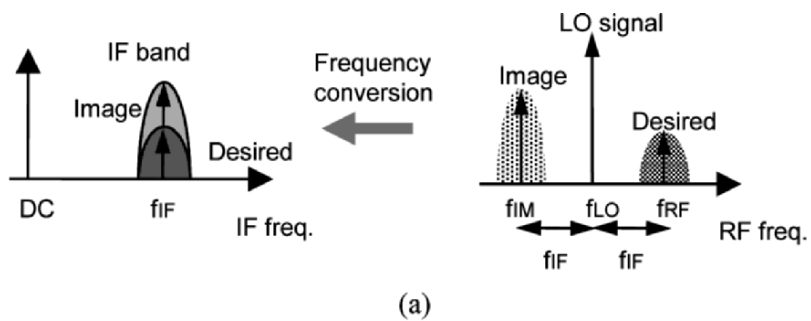 IF band
Image
Desired
DC
fIF
IF freq.
Frequency
conversion
LO signal
Image
Desired
fIM
fLO
fRF
RF freq.
fIF
fIF
(a)